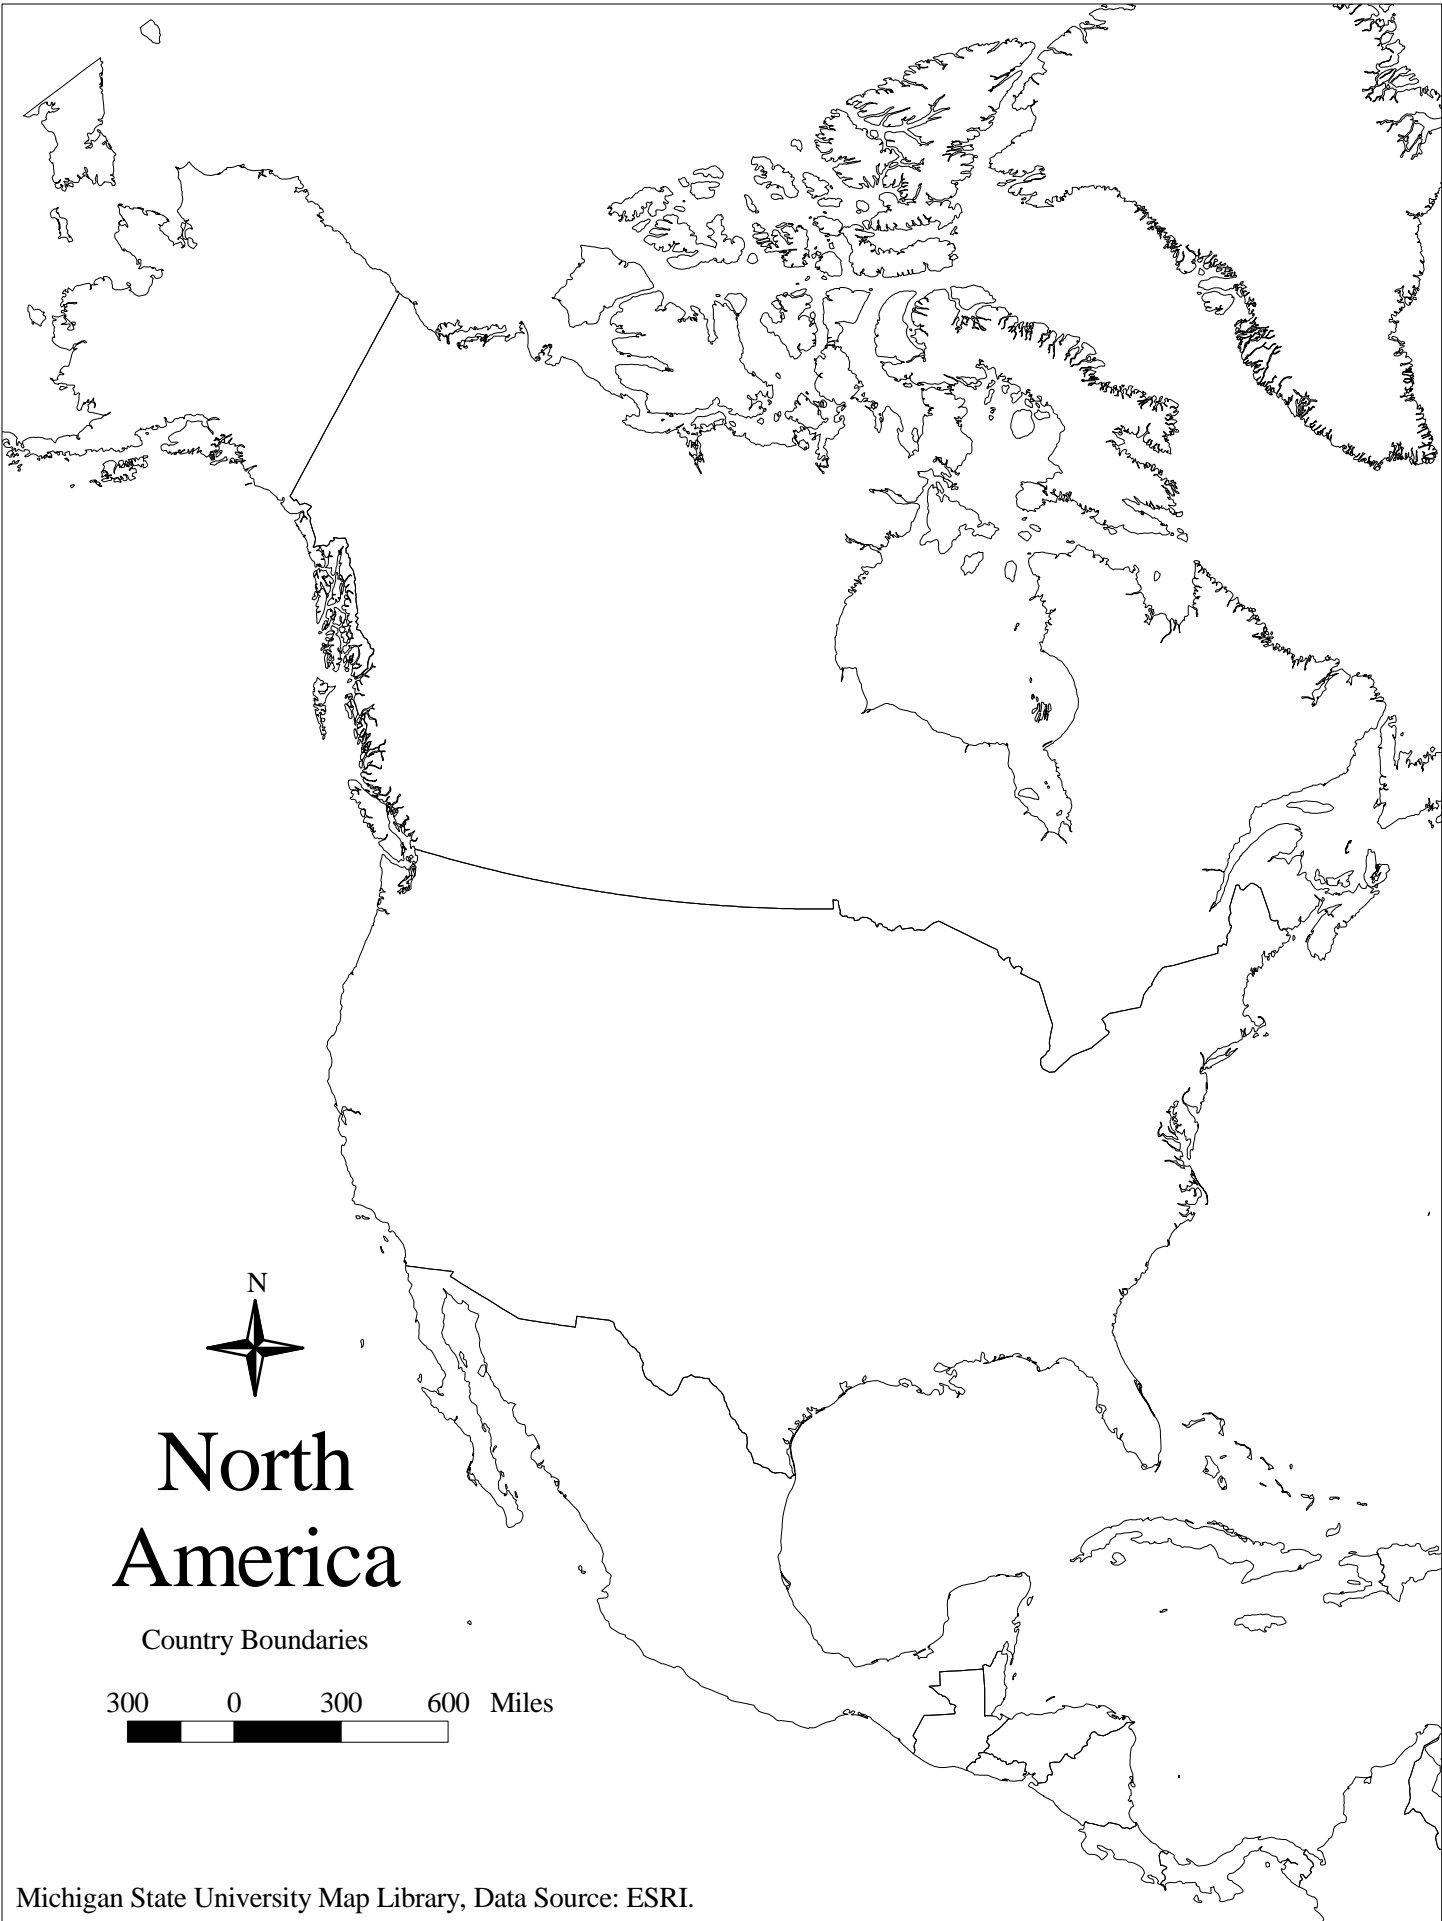 N
North
America
Country Boundaries
300 0 300 600 Miles
Michigan State University Map Library, Data Source: ESRI.